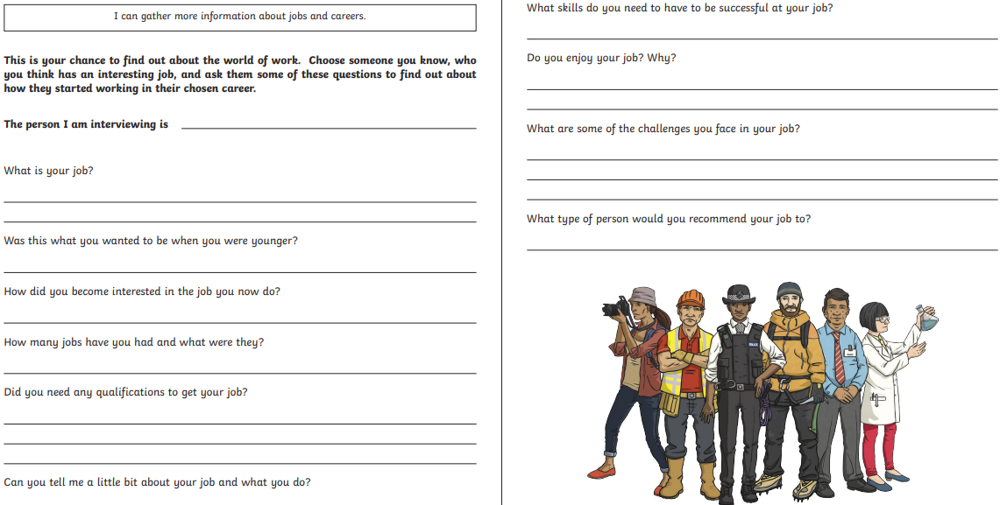 I can gather more information about jobs and careers.
This is your chance to find out about the world of work. Choose someone you know, who
you think has an interesting job, and ask them some of these questions to find out about
how they started working in their chosen career.
The person I am interviewing is
What is your job?
Was this what you wanted to be when you were younger?
How did you become interested in the job you now do?
How many jobs have you had and what were they?
Did you need any qualifications to get your job?
Can you tell me a little bit about your job and what you do?
What skills do you need to have to be successful at your job?
Do you enjoy your job? Why?
What are some of the challenges you face in your job?
What type of person would you recommend your job to?
POLICE